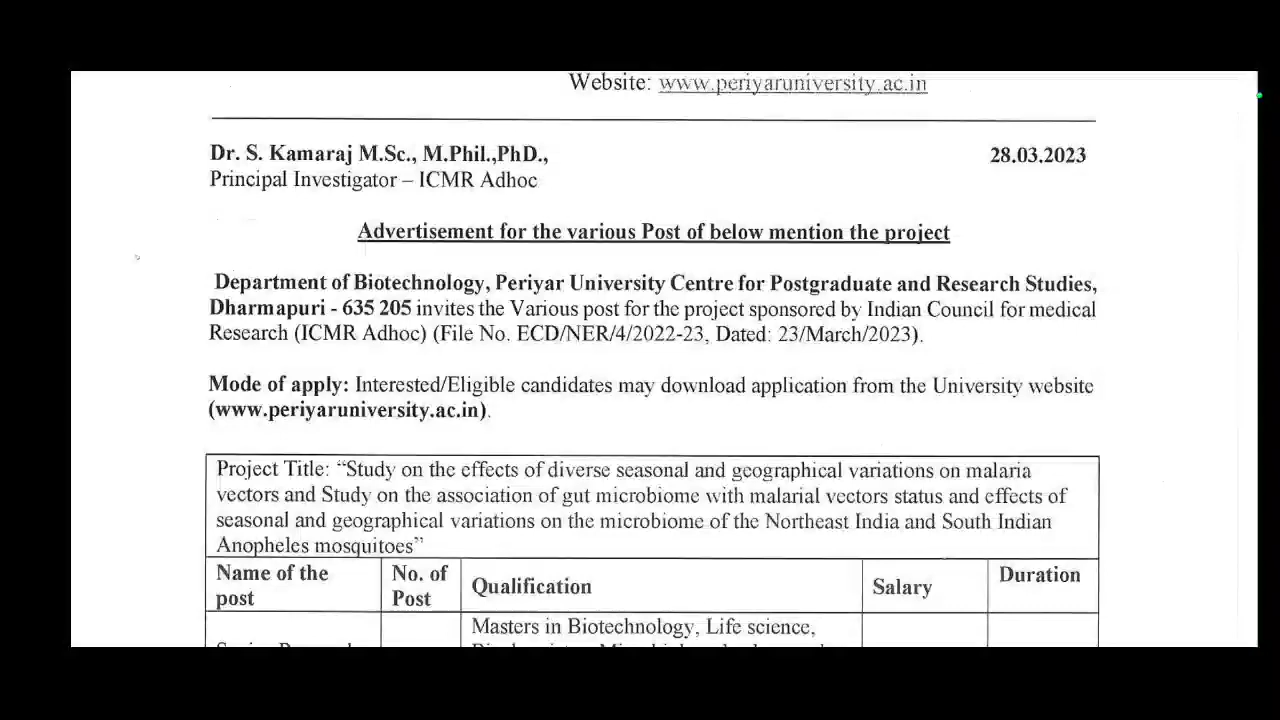 Website: www.periyaruniversity.ac.in
Dr. S. Kamaraj M.Sc., M.Phil.,PhD.,
28.03.2023
Principal Investigator – ICMR Adhoc
Advertisement for the various Post of below mention the project
Department of Biotechnology, Periyar University Centre for Postgraduate and Research Studies,
Dharmapuri - 635 205 invites the Various post for the project sponsored by Indian Council for medical
Research (ICMR Adhoc) (File No. ECD/NER/4/2022-23, Dated: 23/March/2023).
Mode of apply: Interested/Eligible candidates may download application from the University website
(www.periyaruniversity.ac.in).
Project Title: “Study on the effects of diverse seasonal and geographical variations on malaria
vectors and Study on the association of gut microbiome with malarial vectors status and effects of
seasonal and geographical variations on the microbiome of the Northeast India and South Indian
Anopheles mosquitoes”
Name of the post
No. of Post
Qualification
Salary
Duration
Masters in Biotechnology, Life science,